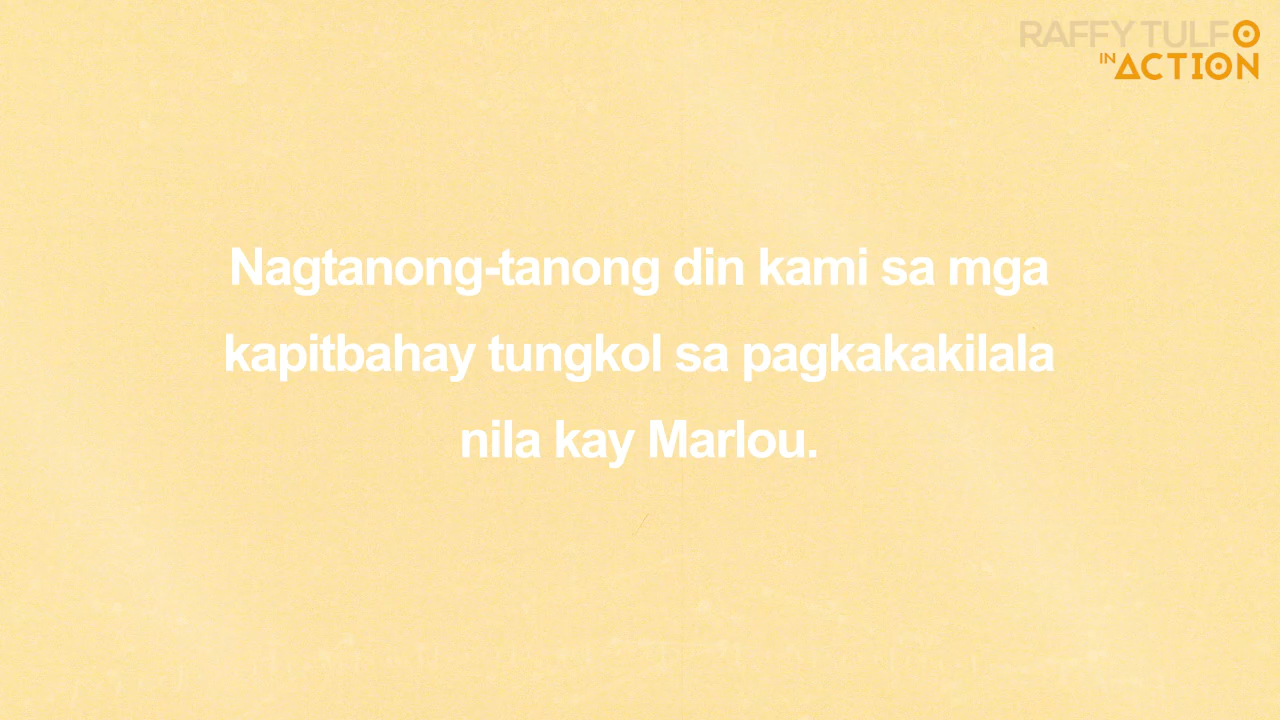 RAFFY TULFO
IN ACTION
Nagtanong-tanong din kami sa mga
kapitbahay tungkol sa pagkakakilala
nila kay Marlou.